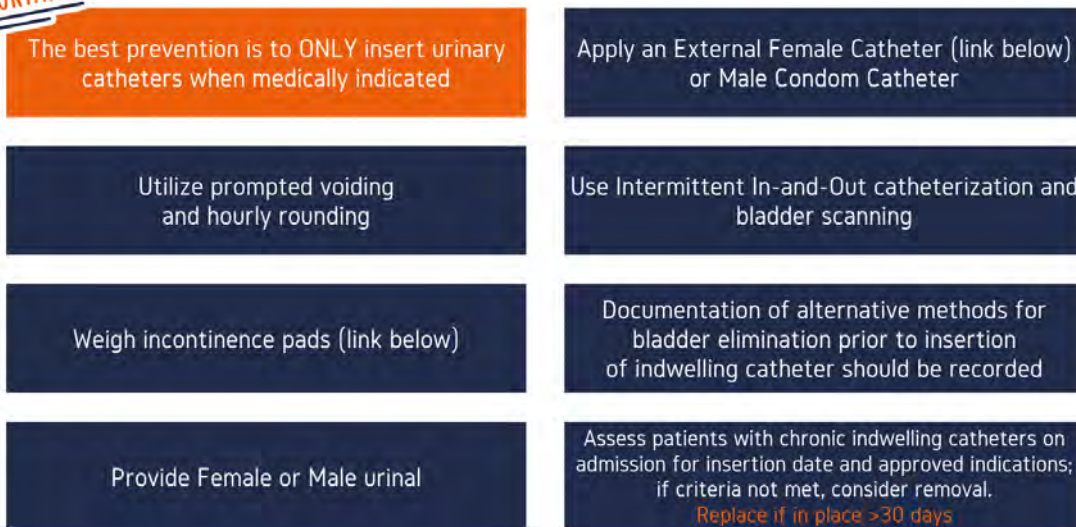 The best prevention is to ONLY insert urinary
catheters when medically indicated
Apply an External Female Catheter (link below)
or Male Condom Catheter
Utilize prompted voiding
and hourly rounding
Use Intermittent In-and-Out catheterization and
bladder scanning
Weigh incontinence pads (link below)
Documentation of alternative methods for
bladder elimination prior to insertion
of indwelling catheter should be recorded
Provide Female or Male urinal
Assess patients with chronic indwelling catheters on
admission for insertion date and approved indications;
if criteria not met, consider removal.
Replace if in place >30 days